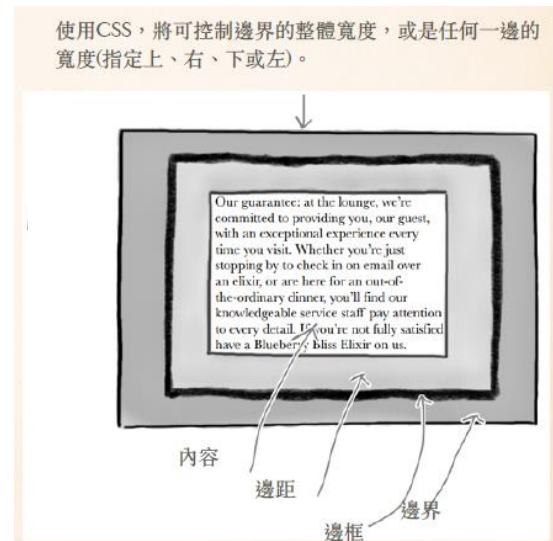 使用CSS，將可控制邊界的整體寬度，或是任何一邊的
寬度(指定上、右、下或左)。
Our guarantee: at the lounge, we're
committed to providing you, our guest,
with an exceptional experience every
time you visit. Whether you're just
stopping by to check in on email over
an elixir, or are here for an out-of-
the-ordinary dinner, you'll find our
knowledgeable service staff pay attention
to every detail. If you're not fully satisfied
have a Blueberry Bliss Elixir on us.
內容
邊距
邊框
邊界